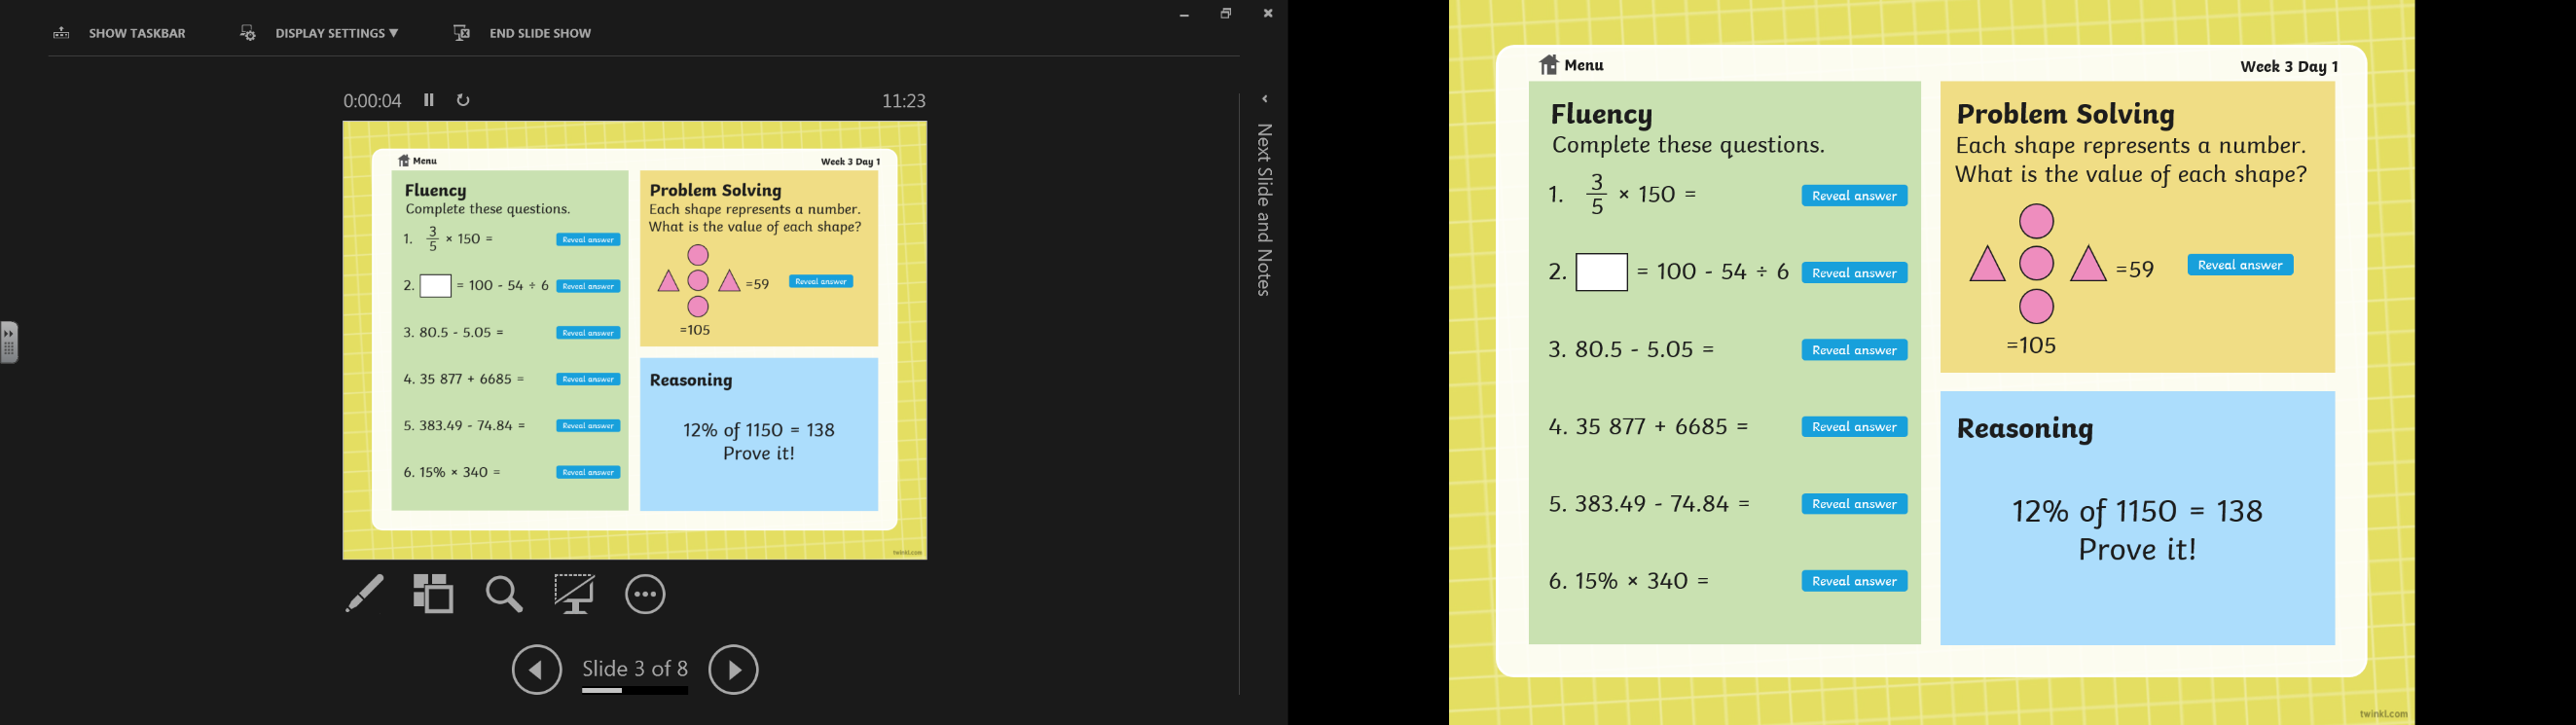 SHOW TASKBAR
DISPLAY SETTINGS ▼
END SLIDE SHOW
0:00:04
11:23
Menu
Week 3 Day 1
Fluency
Complete these questions.
1. 3/5 × 150 =
Reveal answer
2. = 100 - 54 ÷ 6
Reveal answer
3. 80.5 - 5.05 =
Reveal answer
4. 35 877 + 6685 =
Reveal answer
5. 383.49 - 74.84 =
Reveal answer
6. 15% × 340 =
Reveal answer
Problem Solving
Each shape represents a number.
What is the value of each shape?
=59
Reveal answer
=105
Reasoning
12% of 1150 = 138
Prove it!
twinkl.com
Slide 3 of 8
Next Slide and Notes
Menu
Week 3 Day 1
Fluency
Complete these questions.
1. 3/5 × 150 =
Reveal answer
2. = 100 - 54 ÷ 6
Reveal answer
3. 80.5 - 5.05 =
Reveal answer
4. 35 877 + 6685 =
Reveal answer
5. 383.49 - 74.84 =
Reveal answer
6. 15% × 340 =
Reveal answer
Problem Solving
Each shape represents a number.
What is the value of each shape?
=59
Reveal answer
=105
Reasoning
12% of 1150 = 138
Prove it!
twinkl.com